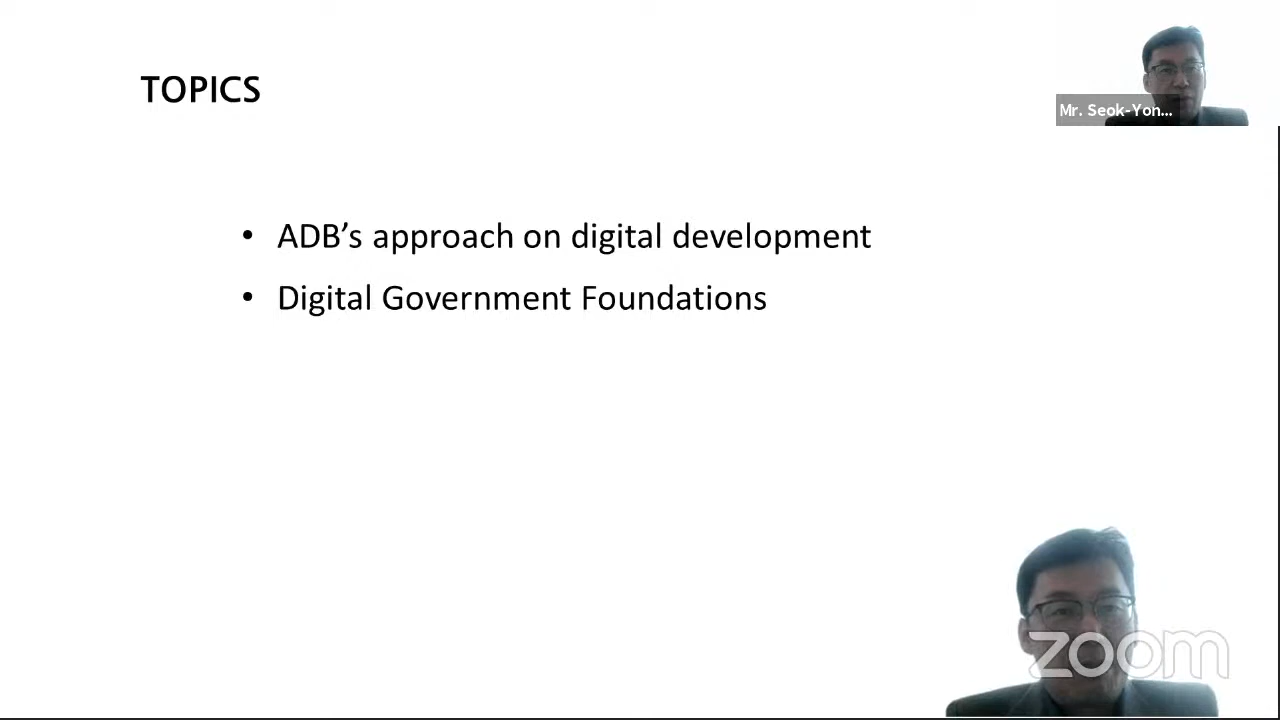 TOPICS
Mr. Seok-Yon...
• ADB’s approach on digital development
• Digital Government Foundations
zoom